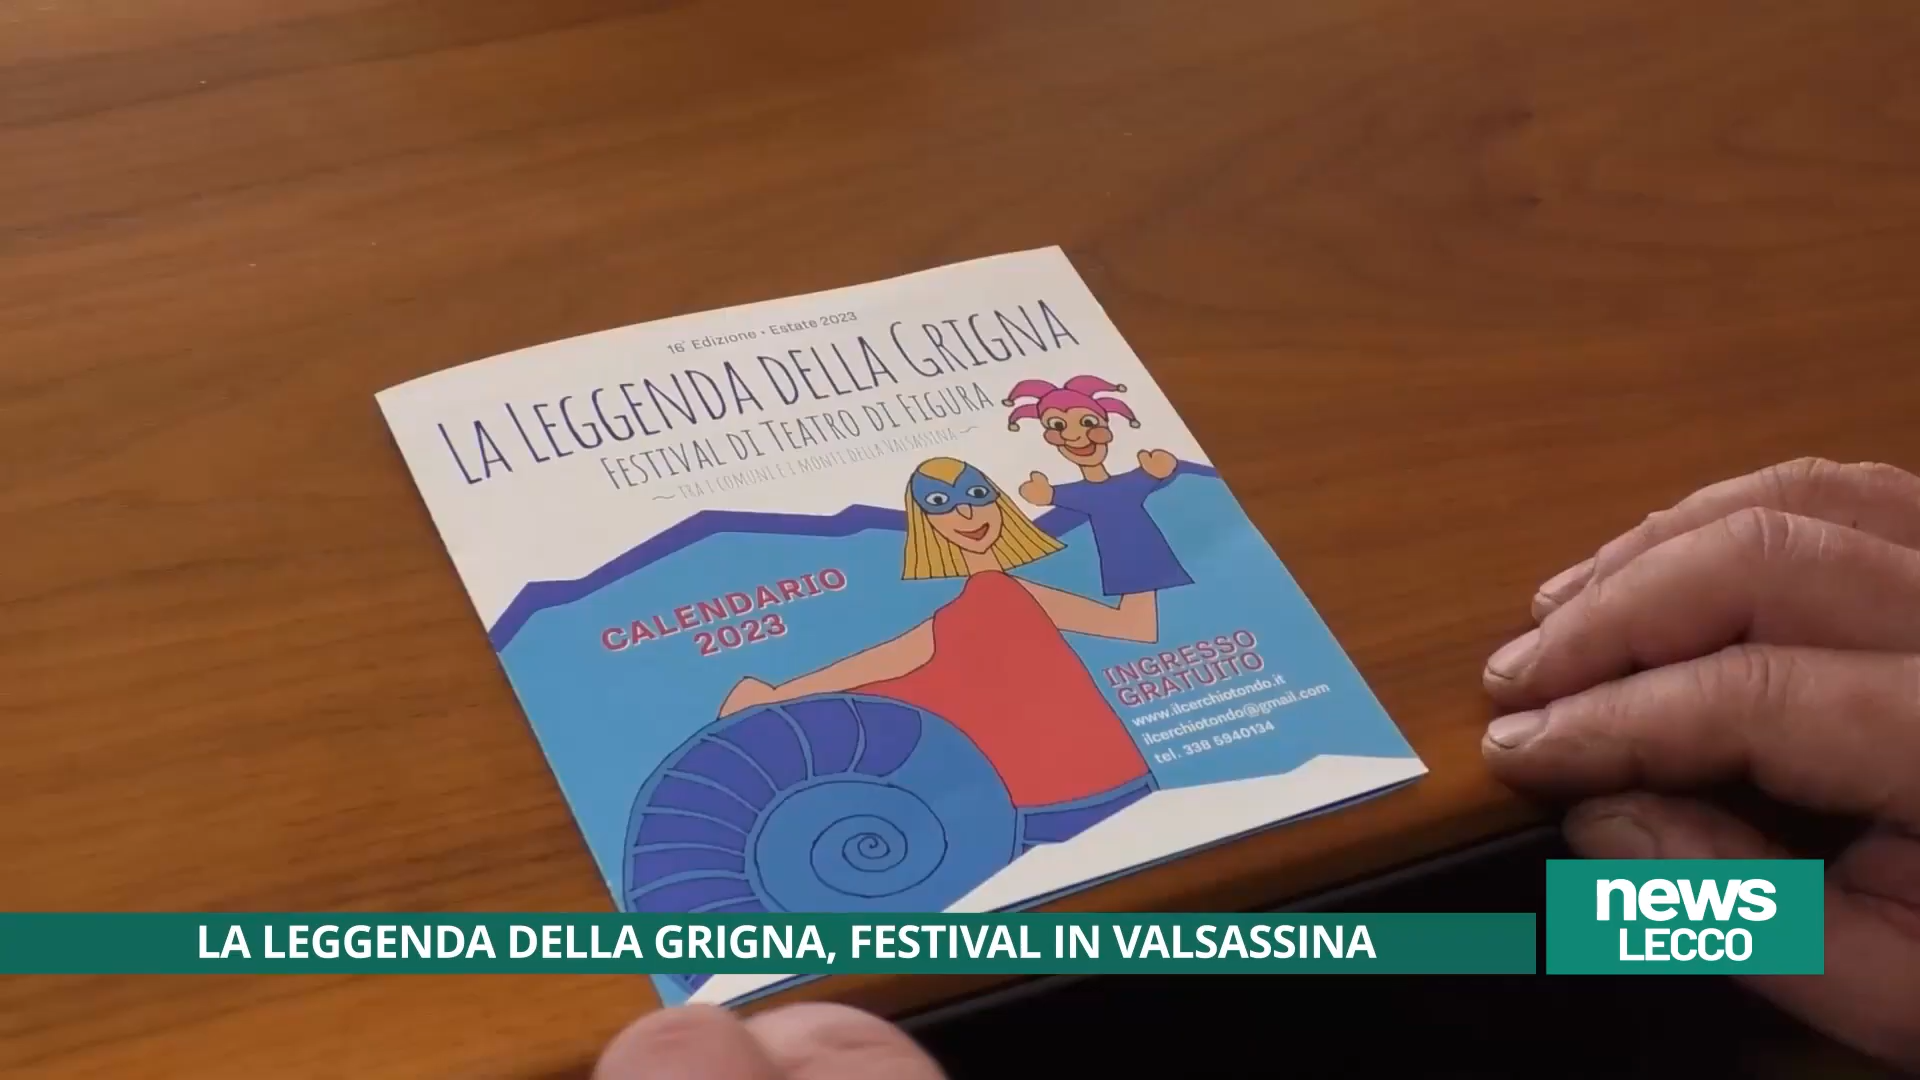 16ª Edizione • Estate 2023
LA LEGGENDA DELLA GRIGNA
FESTIVAL DI TEATRO DI FIGURA
~ TRA I COMUNI E I MONTI DELLA VALSASSINA ~
CALENDARIO
2023
INGRESSO
GRATUITO
www.ilcerchiotondo.it
ilcerchiotondo@gmail.com
tel. 338 5940134
LA LEGGENDA DELLA GRIGNA, FESTIVAL IN VALSASSINA
news
LECCO